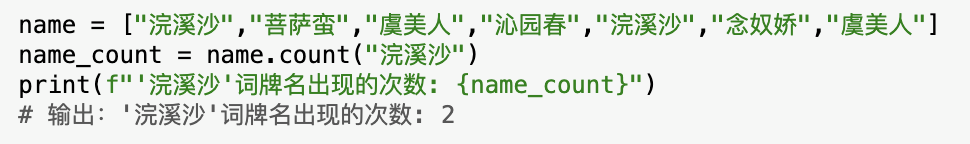 name = ["浣溪沙","菩萨蛮","虞美人","沁园春","浣溪沙","念奴娇","虞美人"]
name_count = name.count("浣溪沙")
print(f"'浣溪沙'词牌名出现的次数: {name_count}")
# 输出: '浣溪沙'词牌名出现的次数: 2